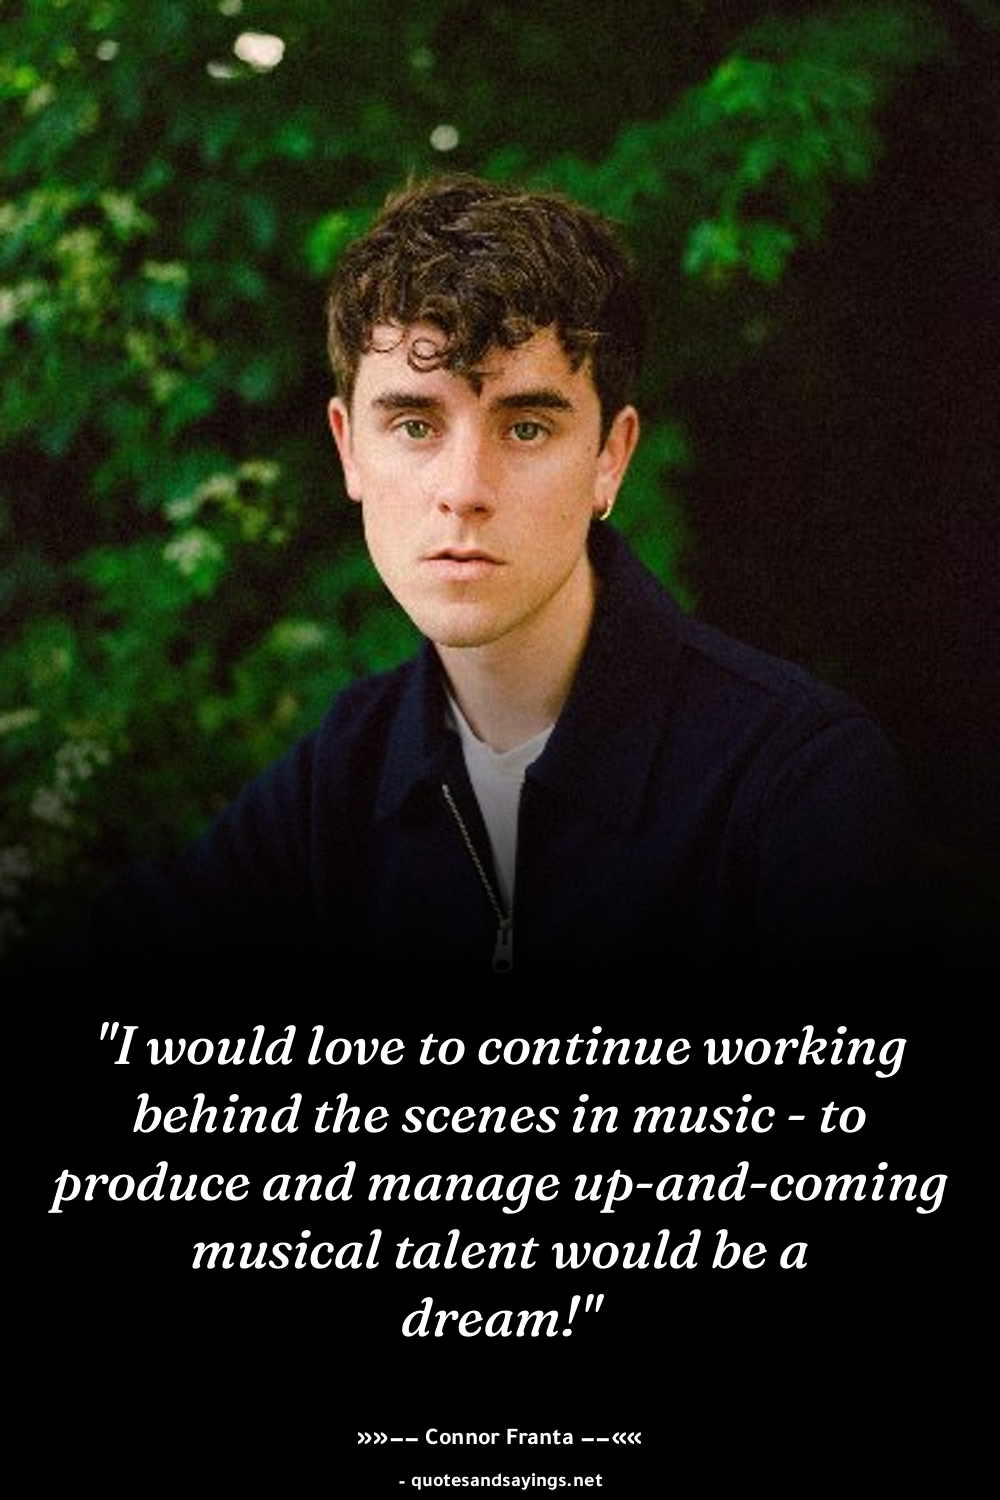 "I would love to continue working
behind the scenes in music - to
produce and manage up-and-coming
musical talent would be a
dream!"
»»−− Connor Franta −−««
- quotesandsayings.net